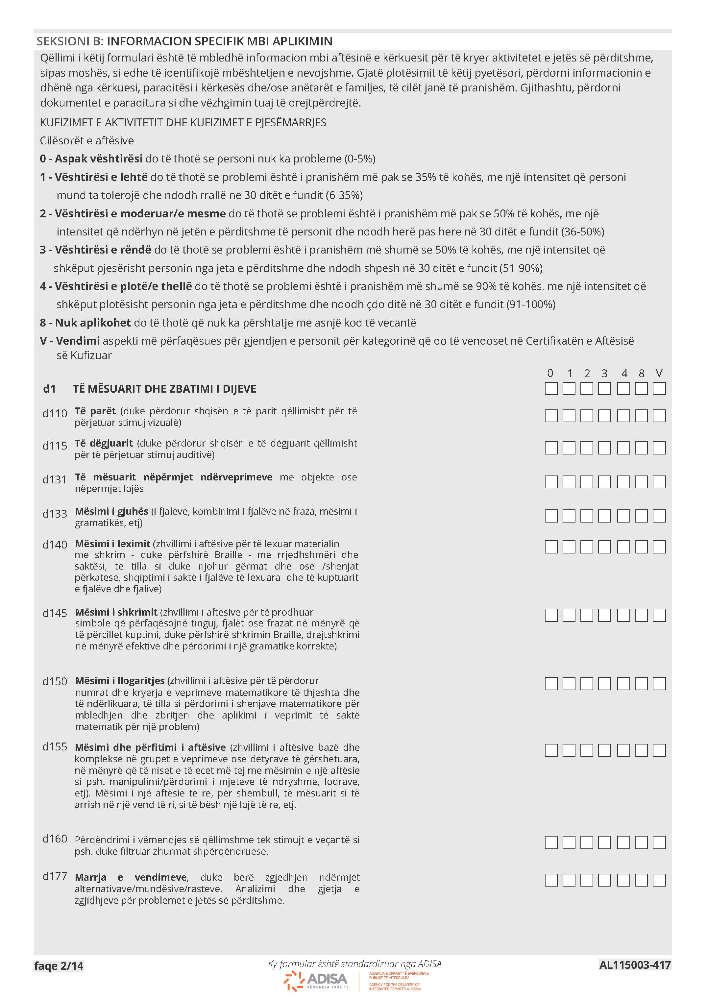 SEKSIONI B: INFORMACION SPECIFIK MBI APLIKIMIN
Qëllimi i këtij formulari është të mbledhë informacion mbi aftësinë e kërkuesit për të kryer aktivitetet e jetës së përditshme,
sipas moshës, si edhe të identifikojë mbështetjen e nevojshme. Gjatë plotësimit të këtij pyetësori, përdorni informacionin e
dhënë nga kërkuesi, paraqitësi i kërkesës dhe/ose anëtarët e familjes, të cilët janë të pranishëm. Gjithashtu, përdorni
dokumentet e paraqitura si dhe vëzhgimin tuaj të drejtpërdrejtë.
KUFIZIMET E AKTIVITETIT DHE KUFIZIMET E PJESËMARRJES
Cilësorët e aftësive
0 - Aspak vështirësi do të thotë se personi nuk ka probleme (0-5%)
1 - Vështirësi e lehtë do të thotë se problemi është i pranishëm më pak se 35% të kohës, me një intensitet që personi
mund ta tolerojë dhe ndodh rrallë ne 30 ditët e fundit (6-35%)
2 - Vështirësi e moderuar/e mesme do të thotë se problemi është i pranishëm më pak se 50% të kohës, me një
intensitet që ndërhyn në jetën e përditshme të personit dhe ndodh herë pas here në 30 ditët e fundit (36-50%)
3 - Vështirësi e rëndë do të thotë se problemi është i pranishëm më shumë se 50% të kohës, me një intensitet që
shkëput pjesërisht personin nga jeta e përditshme dhe ndodh shpesh në 30 ditët e fundit (51-90%)
4 - Vështirësi e plotë/e thellë do të thotë se problemi është i pranishëm më shumë se 90% të kohës, me një intensitet që
shkëput plotësisht personin nga jeta e përditshme dhe ndodh çdo ditë në 30 ditët e fundit (91-100%)
8 - Nuk aplikohet do të thotë që nuk ka përshtatje me asnjë kod të vecantë
V - Vendimi aspekti më përfaqësues për gjendjen e personit për kategorinë që do të vendoset në Certifikatën e Aftësisë
së Kufizuar
0 1 2 3 4 8 V
d1 TË MËSUARIT DHE ZBATIMI I DIJEVE
d110 Të parët (duke përdorur shqisën e të parit qëllimisht për të
përjetuar stimuj vizualë)
d115 Të dëgjuarit (duke përdorur shqisën e të dëgjuarit qëllimisht
për të përjetuar stimuj auditivë)
d131 Të mësuarit nëpërmjet ndërveprimeve me objekte ose
nëpermjet lojës
d133 Mësimi i gjuhës (i fjalëve, kombinimi i fjalëve në fraza, mësimi i
gramatikës, etj)
d140 Mësimi i leximit (zhvillimi i aftësive për të lexuar materialin
me shkrim - duke përfshirë Braille - me rrjedhshmëri dhe
saktësi, të tilla si duke njohur gërmat dhe ose /shenjat
përkatese, shqiptimi i saktë i fjalëve të lexuara dhe të kuptuarit
e fjalëve dhe fjalive)
d145 Mësimi i shkrimit (zhvillimi i aftësive për të prodhuar
simbole që përfaqësojnë tinguj, fjalët ose frazat në mënyrë që
të përcillet kuptimi, duke përfshirë shkrimin Braille, drejtshkrimi
në mënyrë efektive dhe përdorimi i një gramatike korrekte)
d150 Mësimi i llogaritjes (zhvillimi i aftësive për të përdorur
numrat dhe kryerja e veprimeve matematikore të thjeshta dhe
të ndërlikuara, të tilla si përdorimi i shenjave matematikore për
mbledhjen dhe zbritjen dhe aplikimi i veprimit të saktë
matematik për një problem)
d155 Mësimi dhe përfitimi i aftësive (zhvillimi i aftësive bazë dhe
komplekse në grupet e veprimeve ose detyrave të gërshetuara,
në mënyrë që të niset e të ecet më tej me mësimin e një aftësie
si psh. manipulimi/përdorimi i mjeteve të ndryshme, lodrave,
etj). Mësimi i një aftësie të re, për shembull, të mësuarit si të
arrish në një vend të ri, si të bësh një lojë të re, etj.
d160 Përqëndrimi i vëmendjes së qëllimshme tek stimujt e veçantë si
psh. duke filtruar zhurmat shpërqëndruese.
d177 Marrja e vendimeve, duke bërë zgjedhjen ndërmjet
alternativave/mundësive/rasteve. Analizimi dhe gjetja e
zgjidhjeve për problemet e jetës së përditshme.
faqe 2/14 Ky formular është standardizuar nga ADISA AL115003-417
ADISA
VËMENDJA JONË, TI
AGJENCIA E OFRIMIT TË SHËRBIMEVE
PUBLIKE TË INTEGRUARA
AGENCY FOR THE DELIVERY OF
INTEGRATED SERVICES ALBANIA